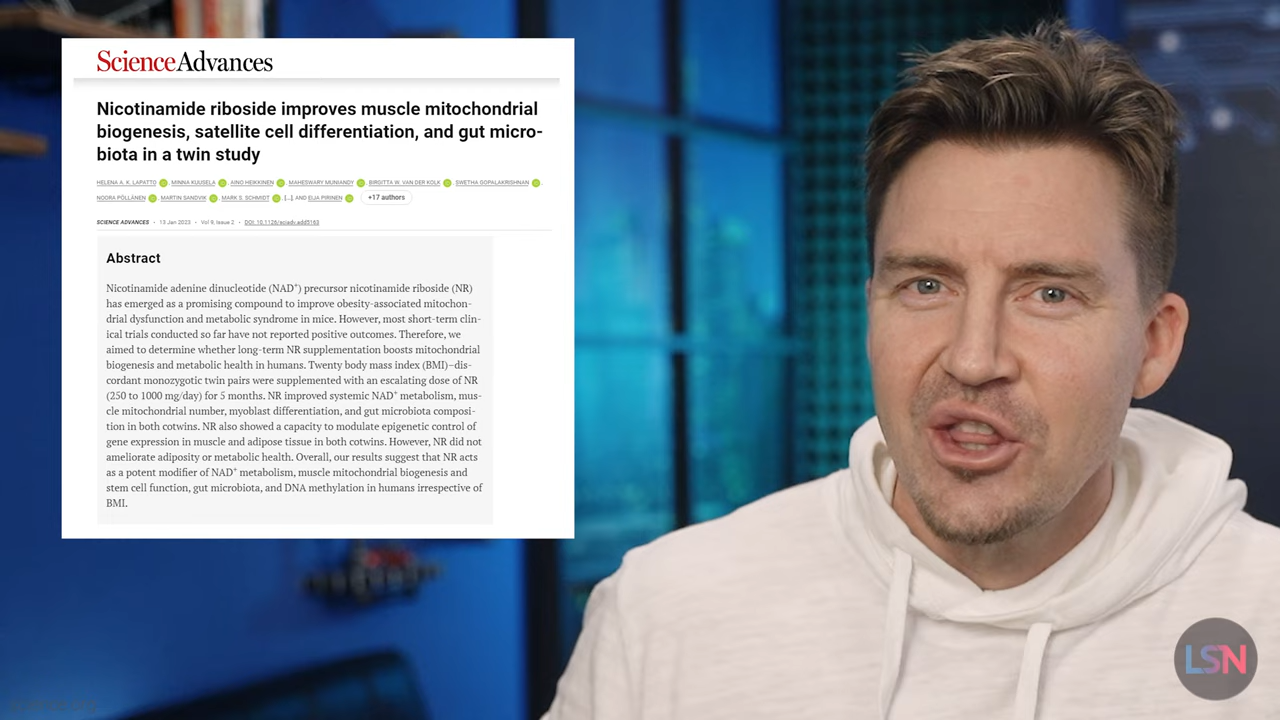 ScienceAdvances
Nicotinamide riboside improves muscle mitochondrial
biogenesis, satellite cell differentiation, and gut micro-
biota in a twin study
HELENA A. K. LAPATTO, MINNA KUUSELA, AINO HEIKKINEN, MAHESWARY MUNIANDY, BIRGITTA W. VAN DER KOLK, SWETHA GOPALAKRISHNAN,
NOORA PÖLLÄNEN, MARTIN SANDVIK, MARK S. SCHMIDT, [...], AND EIJA PIRINEN +17 authors
SCIENCE ADVANCES • 13 Jan 2023 • Vol 9, Issue 2 • DOI: 10.1126/sciadv.add5163
Abstract
Nicotinamide adenine dinucleotide (NAD⁺) precursor nicotinamide riboside (NR)
has emerged as a promising compound to improve obesity-associated mitochon-
drial dysfunction and metabolic syndrome in mice. However, most short-term clin-
ical trials conducted so far have not reported positive outcomes. Therefore, we
aimed to determine whether long-term NR supplementation boosts mitochondrial
biogenesis and metabolic health in humans. Twenty body mass index (BMI)–dis-
cordant monozygotic twin pairs were supplemented with an escalating dose of NR
(250 to 1000 mg/day) for 5 months. NR improved systemic NAD⁺ metabolism, mus-
cle mitochondrial number, myoblast differentiation, and gut microbiota composi-
tion in both cotwins. NR also showed a capacity to modulate epigenetic control of
gene expression in muscle and adipose tissue in both cotwins. However, NR did not
ameliorate adiposity or metabolic health. Overall, our results suggest that NR acts
as a potent modifier of NAD⁺ metabolism, muscle mitochondrial biogenesis and
stem cell function, gut microbiota, and DNA methylation in humans irrespective of
BMI.
LSN